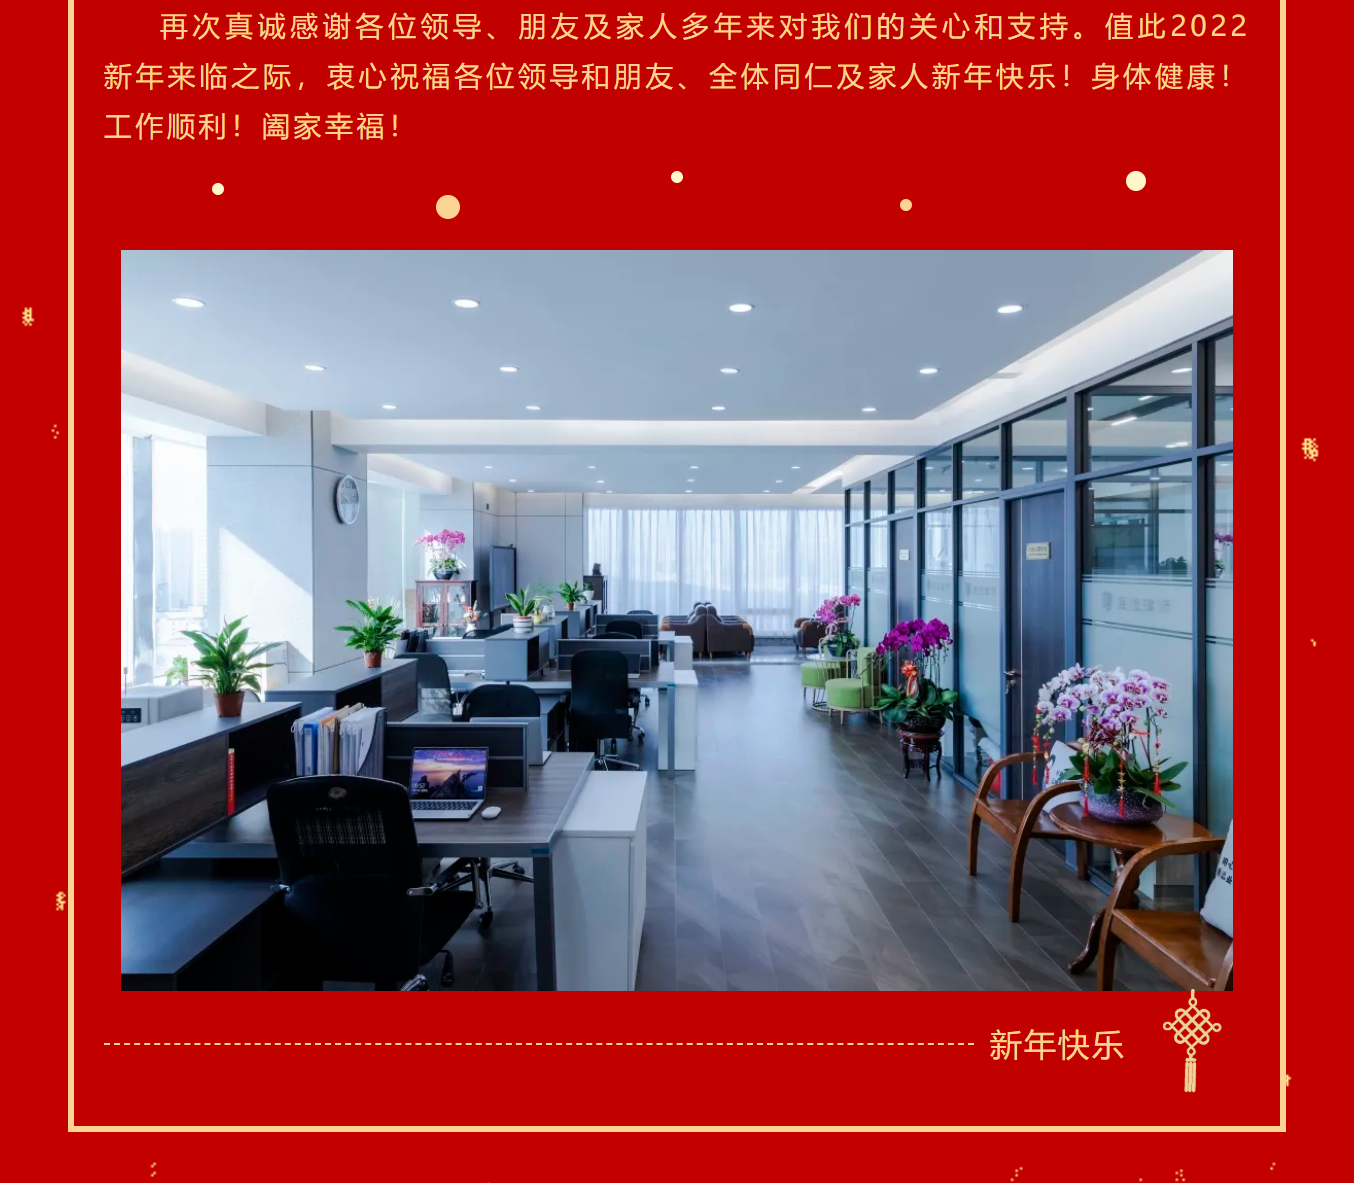 再次真诚感谢各位领导、朋友及家人多年来对我们的关心和支持。值此2022
新年来临之际，衷心祝福各位领导和朋友、全体同仁及家人新年快乐！身体健康！
工作顺利！阖家幸福！
新年快乐